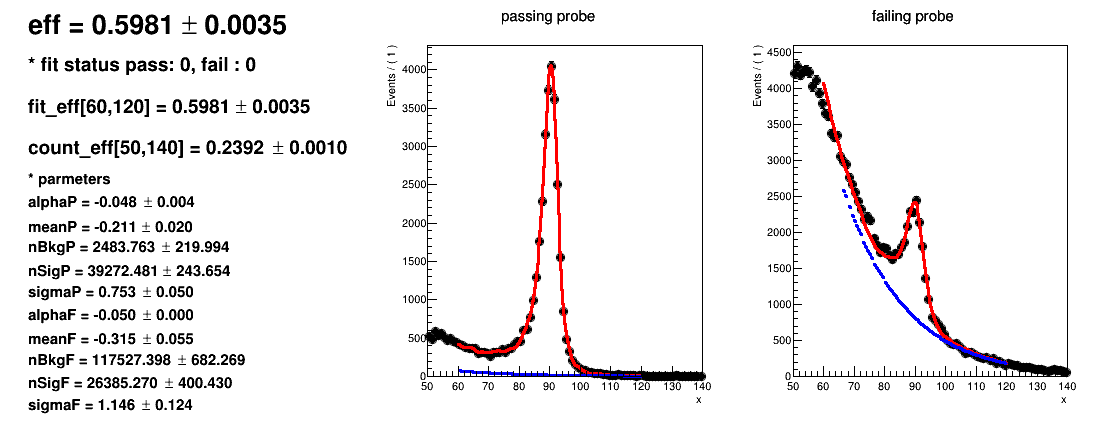 eff = 0.5981 ± 0.0035
* fit status pass: 0, fail : 0
fit_eff[60,120] = 0.5981 ± 0.0035
count_eff[50,140] = 0.2392 ± 0.0010
* parmeters
alphaP = -0.048 ± 0.004
meanP = -0.211 ± 0.020
nBkgP = 2483.763 ± 219.994
nSigP = 39272.481 ± 243.654
sigmaP = 0.753 ± 0.050
alphaF = -0.050 ± 0.000
meanF = -0.315 ± 0.055
nBkgF = 117527.398 ± 682.269
nSigF = 26385.270 ± 400.430
sigmaF = 1.146 ± 0.124
passing probe
Events / ( 1 )
4000
3500
3000
2500
2000
1500
1000
500
0
50 60 70 80 90 100 110 120 130 140
x
failing probe
Events / ( 1 )
4500
4000
3500
3000
2500
2000
1500
1000
500
0
50 60 70 80 90 100 110 120 130 140
x